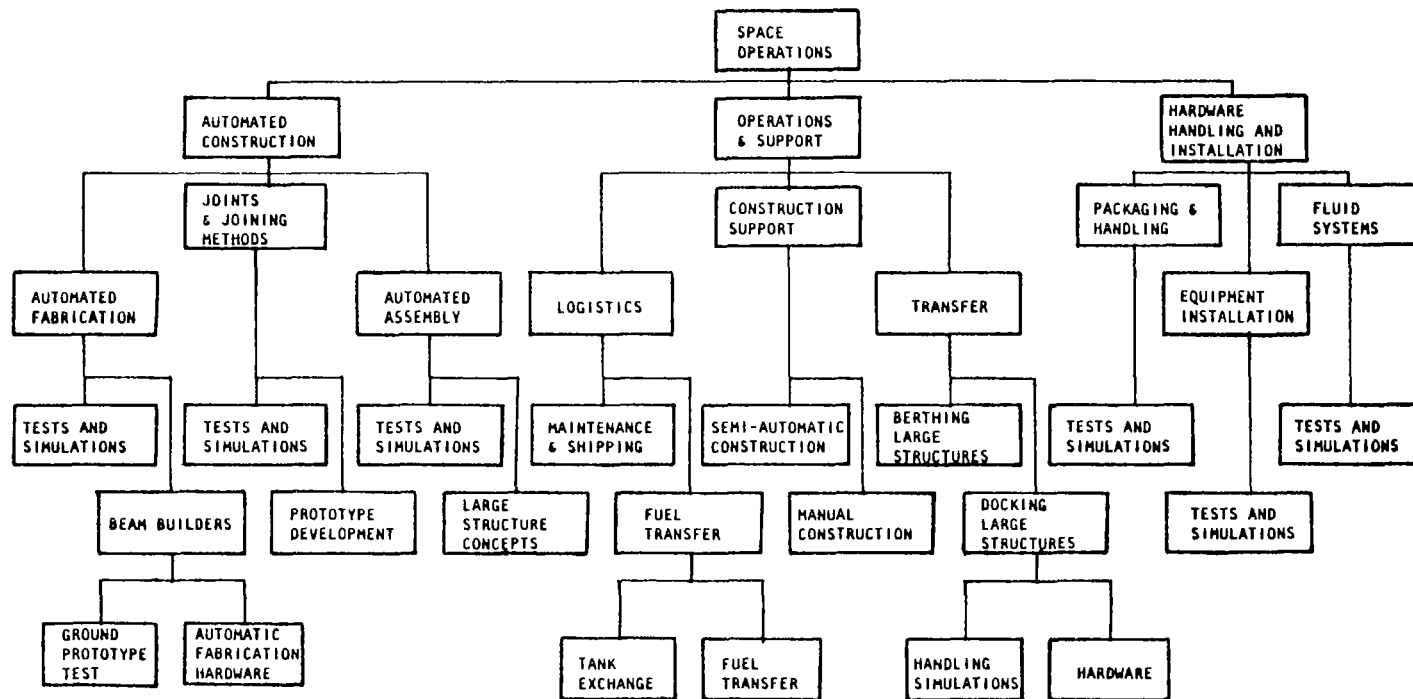 SPACE
OPERATIONS
AUTOMATED
CONSTRUCTION
OPERATIONS
& SUPPORT
HARDWARE
HANDLING AND
INSTALLATION
JOINTS
& JOINING
METHODS
CONSTRUCTION
SUPPORT
PACKAGING &
HANDLING
FLUID
SYSTEMS
AUTOMATED
FABRICATION
AUTOMATED
ASSEMBLY
LOGISTICS
TRANSFER
EQUIPMENT
INSTALLATION
TESTS AND
SIMULATIONS
TESTS AND
SIMULATIONS
TESTS AND
SIMULATIONS
MAINTENANCE
& SHIPPING
SEMI-AUTOMATIC
CONSTRUCTION
BERTHING
LARGE
STRUCTURES
TESTS AND
SIMULATIONS
TESTS AND
SIMULATIONS
BEAM BUILDERS
PROTOTYPE
DEVELOPMENT
LARGE
STRUCTURE
CONCEPTS
FUEL
TRANSFER
MANUAL
CONSTRUCTION
DOCKING
LARGE
STRUCTURES
TESTS AND
SIMULATIONS
GROUND
PROTOTYPE
TEST
AUTOMATIC
FABRICATION
HARDWARE
TANK
EXCHANGE
FUEL
TRANSFER
HANDLING
SIMULATIONS
HARDWARE